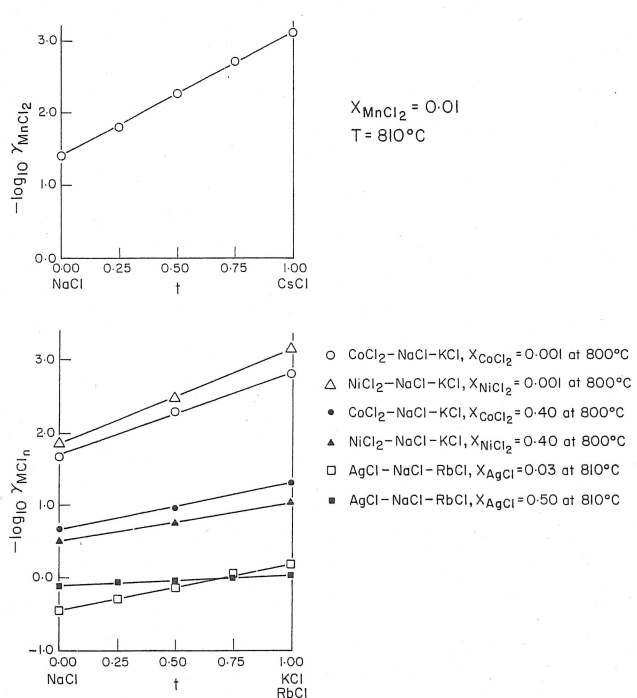 3·0
2·0
1·0
0·0
-log10 γMnCl2
0·00 0·25 0·50 0·75 1·00
NaCl t CsCl
XMnCl2 = 0·01
T = 810°C
3·0
2·0
1·0
0·0
-1·0
-log10 γMCln
0·00 0·25 0·50 0·75 1·00
NaCl t KCl
RbCl
CoCl2-NaCl-KCl, XCoCl2=0·001 at 800°C
NiCl2-NaCl-KCl, XNiCl2=0·001 at 800°C
CoCl2-NaCl-KCl, XCoCl2=0·40 at 800°C
NiCl2-NaCl-KCl, XNiCl2=0·40 at 800°C
AgCl-NaCl-RbCl, XAgCl=0·03 at 810°C
AgCl-NaCl-RbCl, XAgCl=0·50 at 810°C